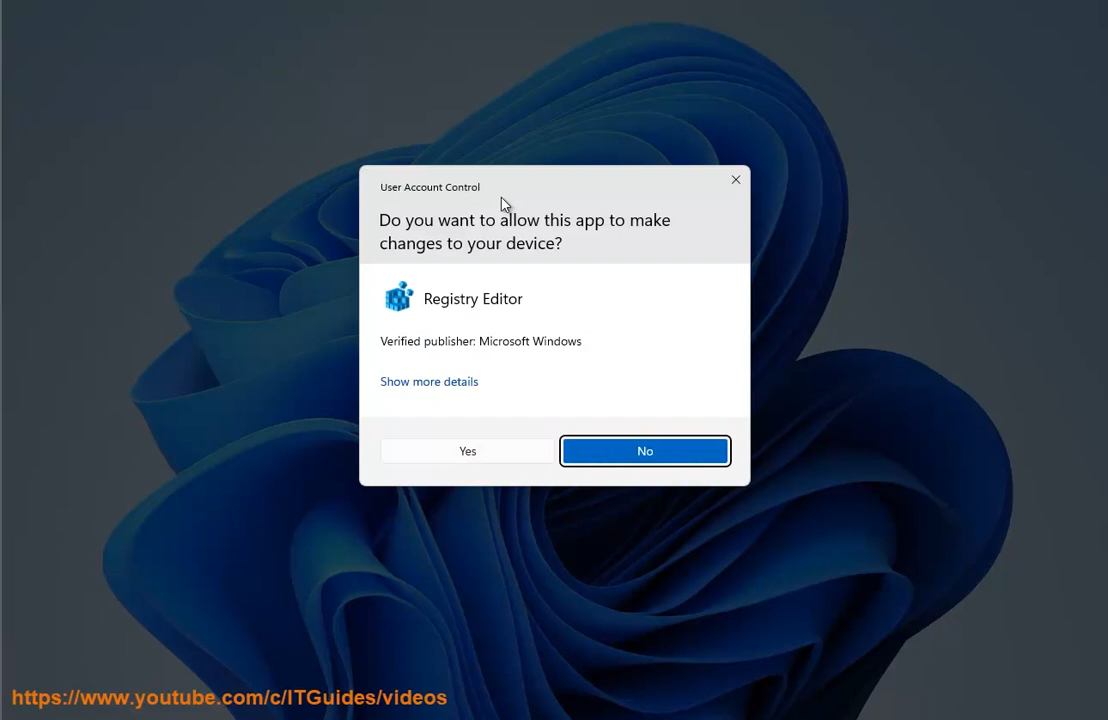 User Account Control
Do you want to allow this app to make
changes to your device?
Registry Editor
Verified publisher: Microsoft Windows
Show more details
Yes
No
https://www.youtube.com/c/ITGuides/videos